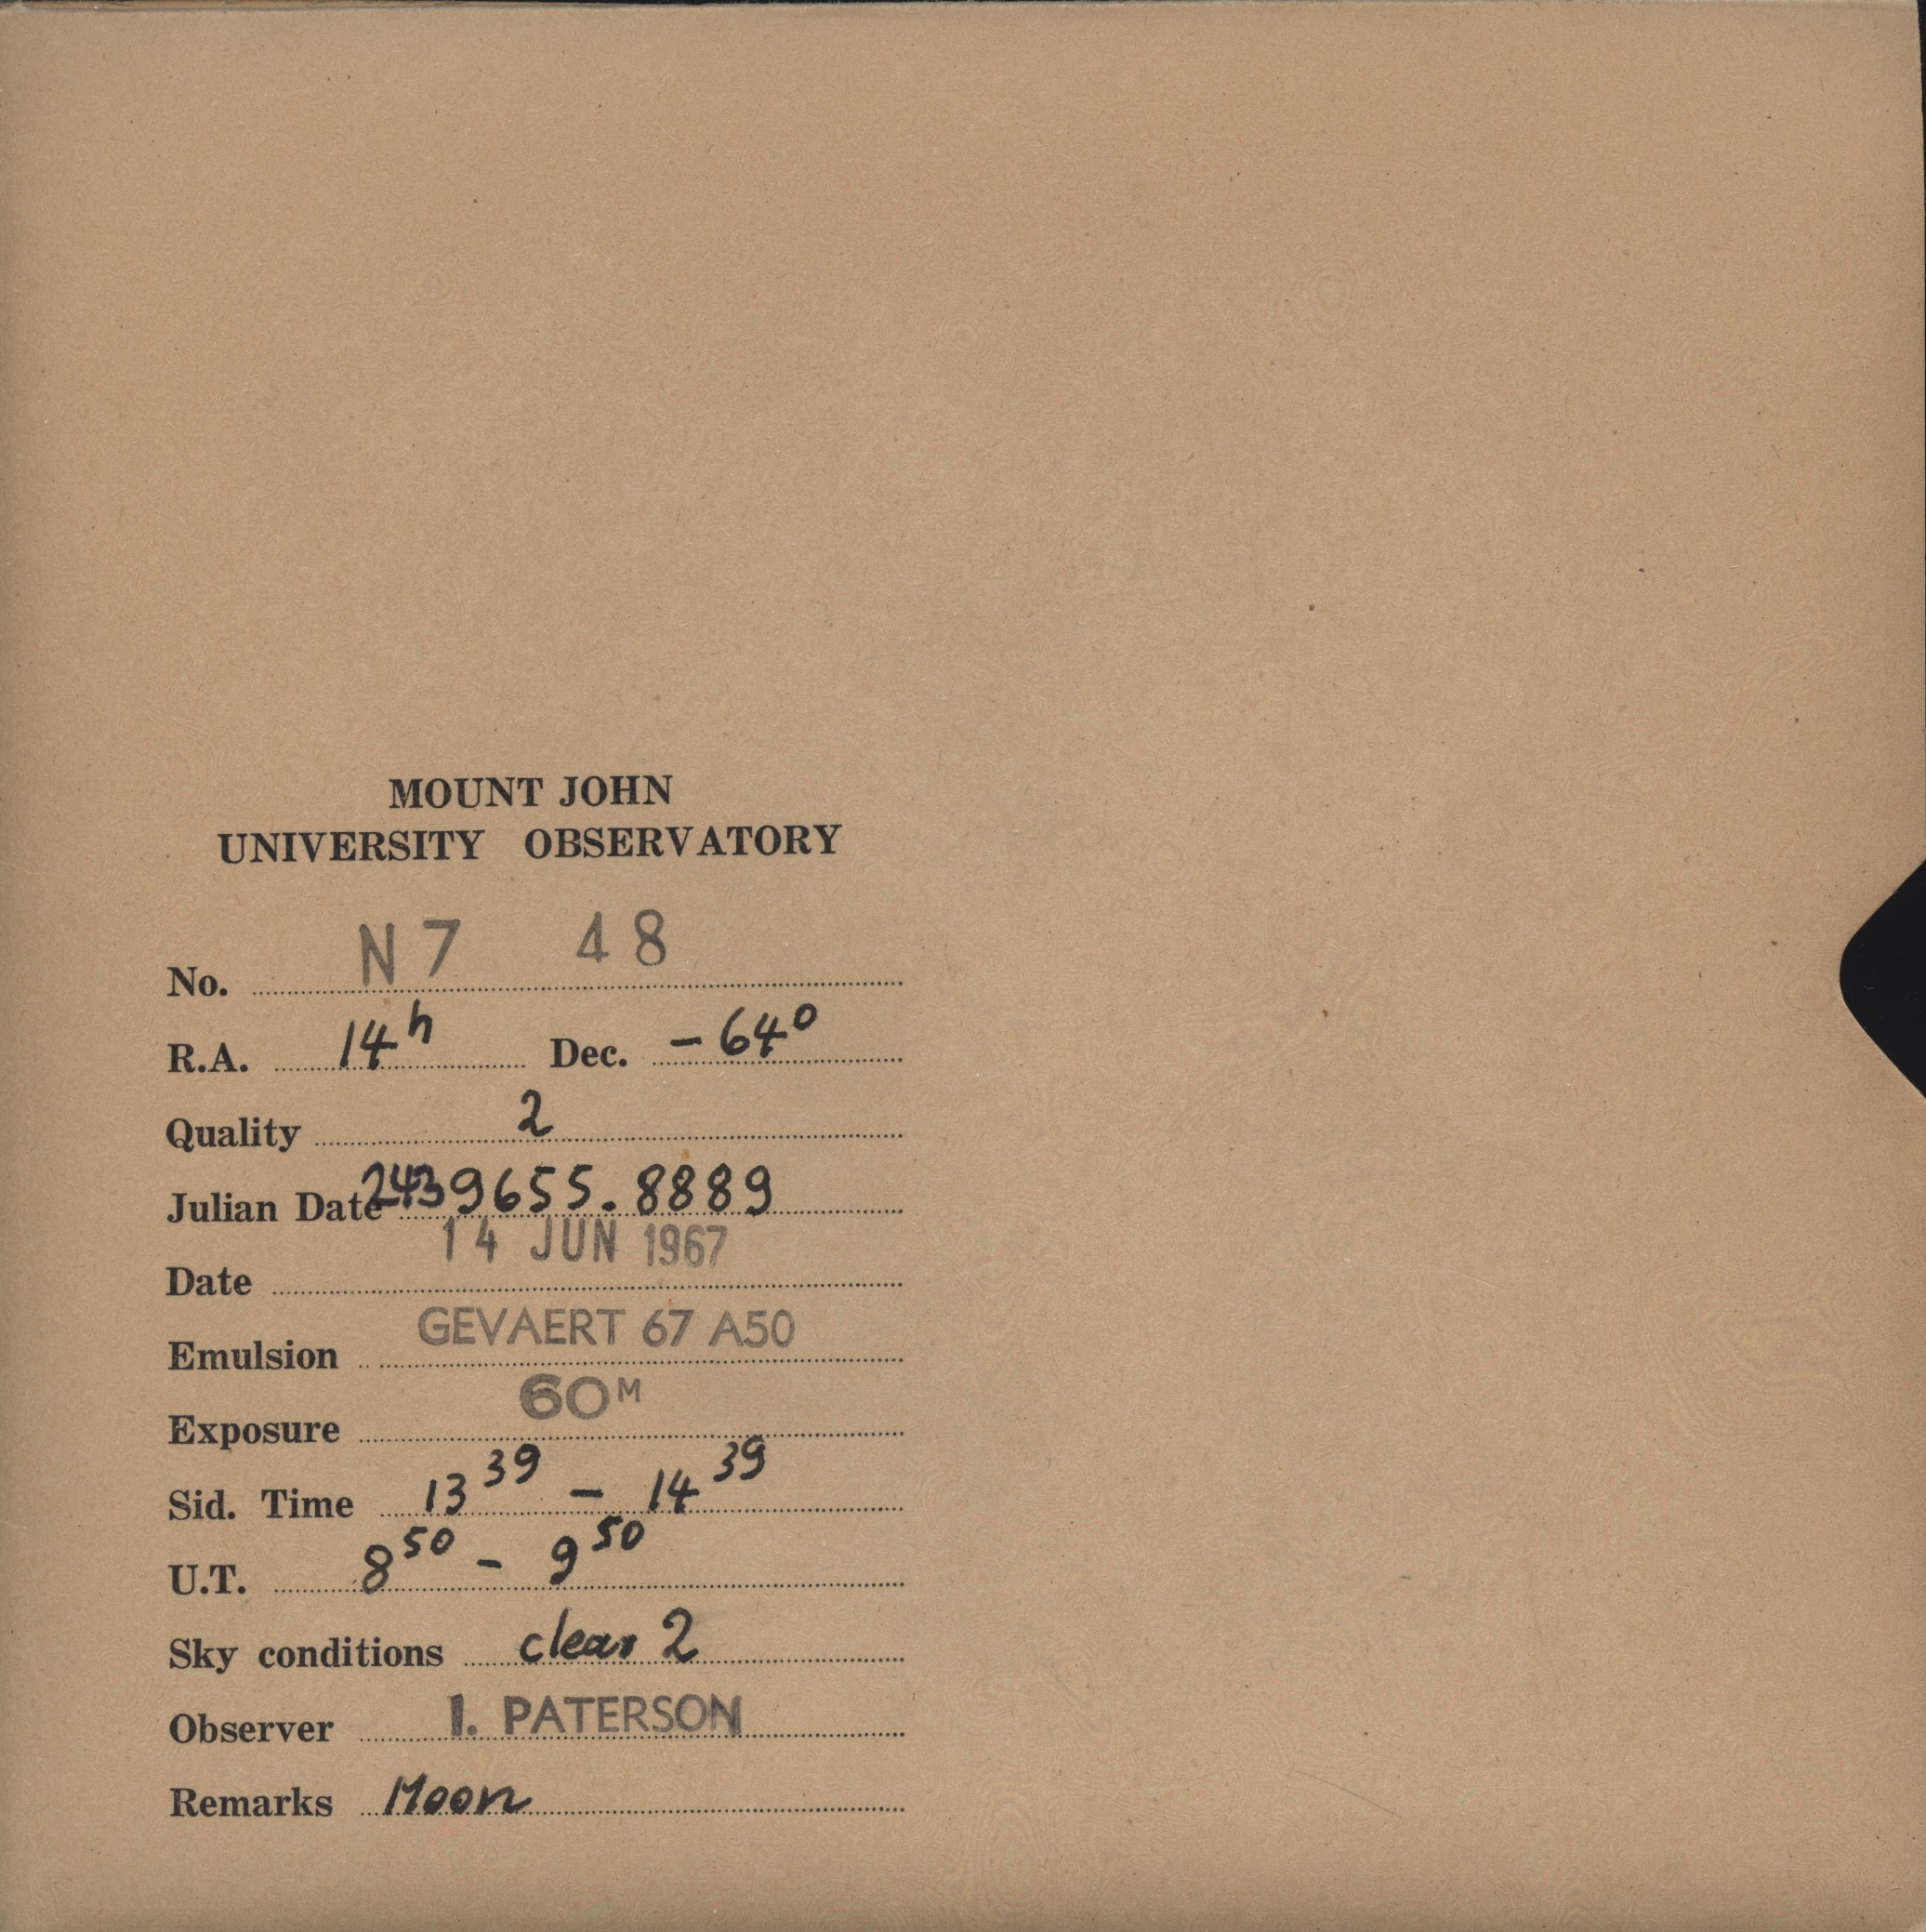 MOUNT JOHN
UNIVERSITY OBSERVATORY
No. N7 48
R.A. 14h Dec. -64°
Quality 2
Julian Date 2439655.8889
Date 14 JUN 1967
Emulsion GEVAERT 67 A50
Exposure 60M
Sid. Time 13 39 - 14 39
U.T. 8 50 - 9 50
Sky conditions clear 2
Observer I. PATERSON
Remarks Moon